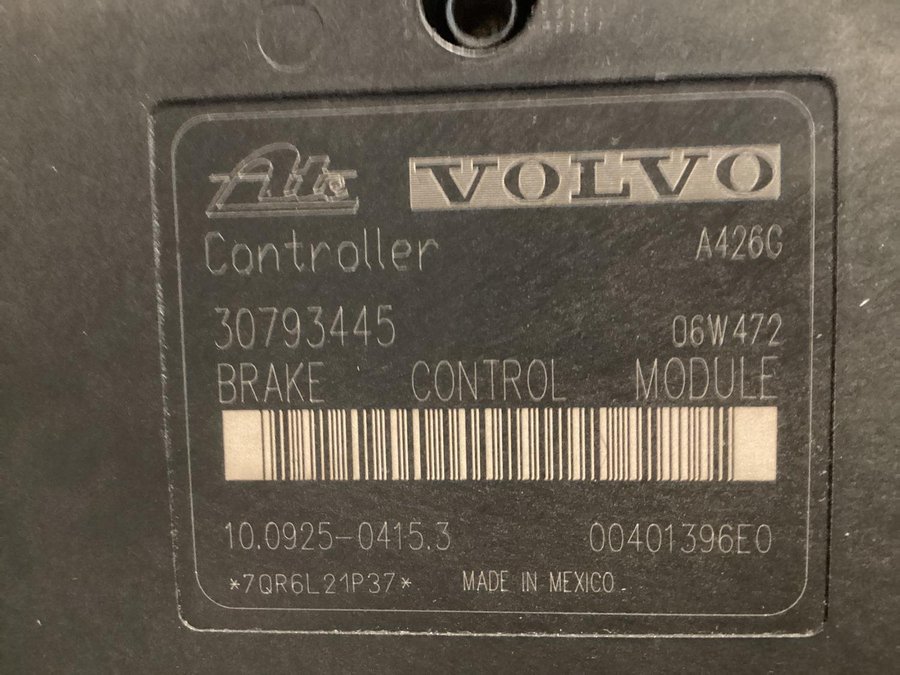 Ate VOLVO
Controller A426G
30793445 06W472
BRAKE CONTROL MODULE
10.0925-0415.3 00401396E0
*7QR6L21P37* MADE IN MEXICO